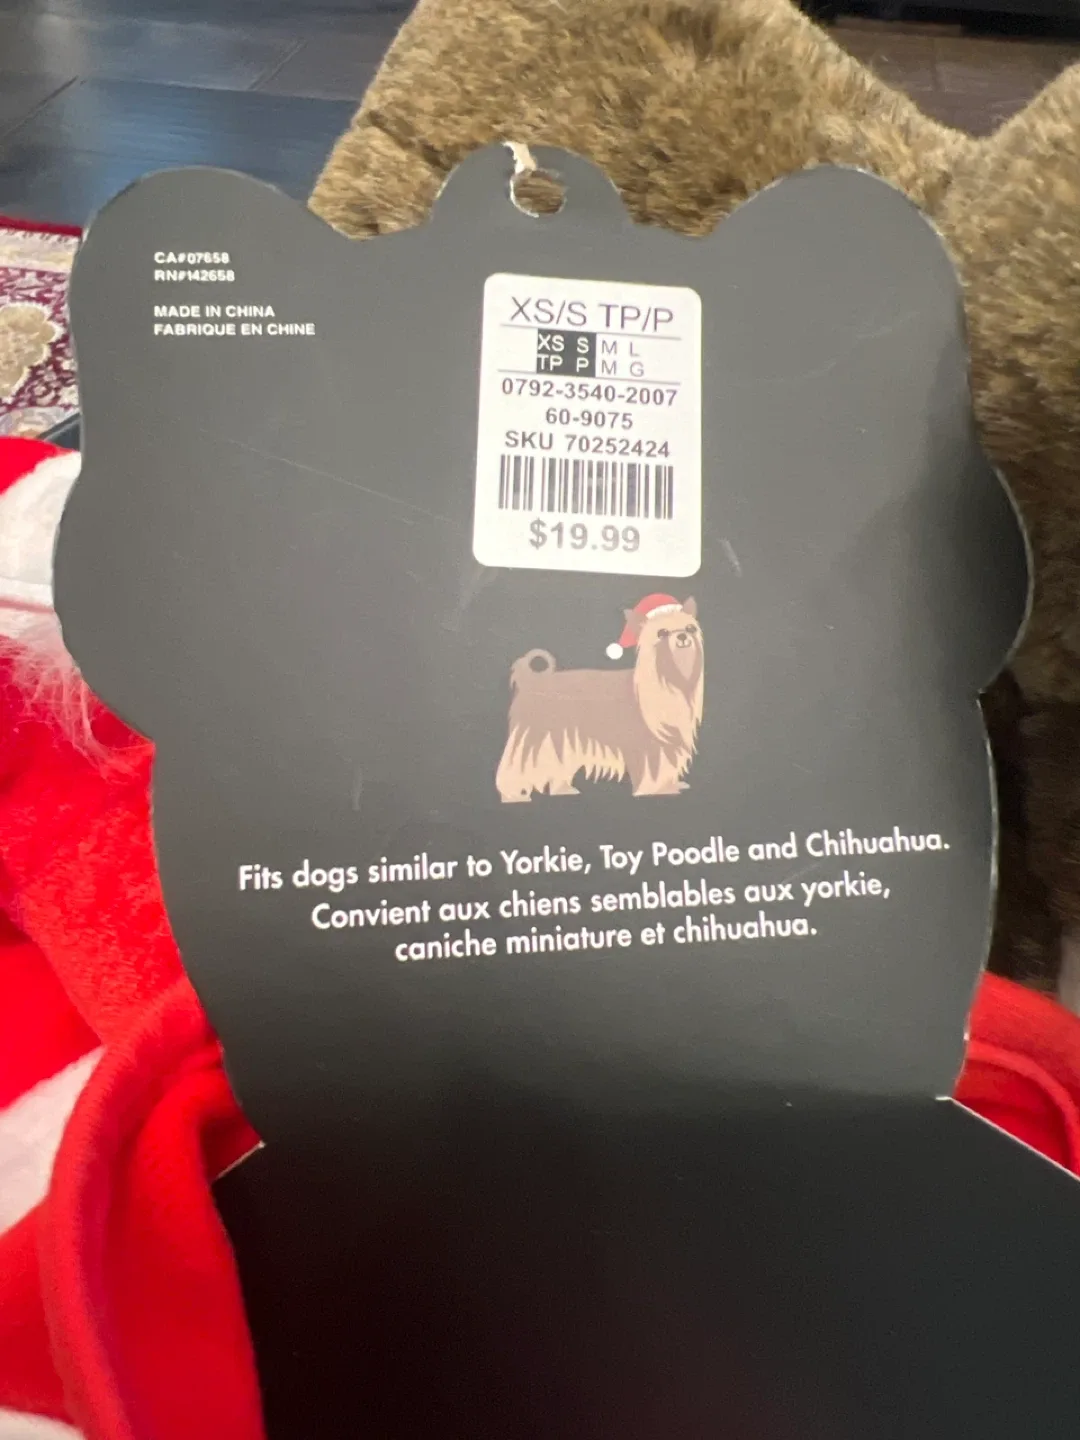 CA#07658
RN#142658
MADE IN CHINA
FABRIQUE EN CHINE
XS/S TP/P
XS S M L
TP P M G
0792-3540-2007
60-9075
SKU 70252424
$19.99
Fits dogs similar to Yorkie, Toy Poodle and Chihuahua.
Convient aux chiens semblables aux yorkie,
caniche miniature et chihuahua.